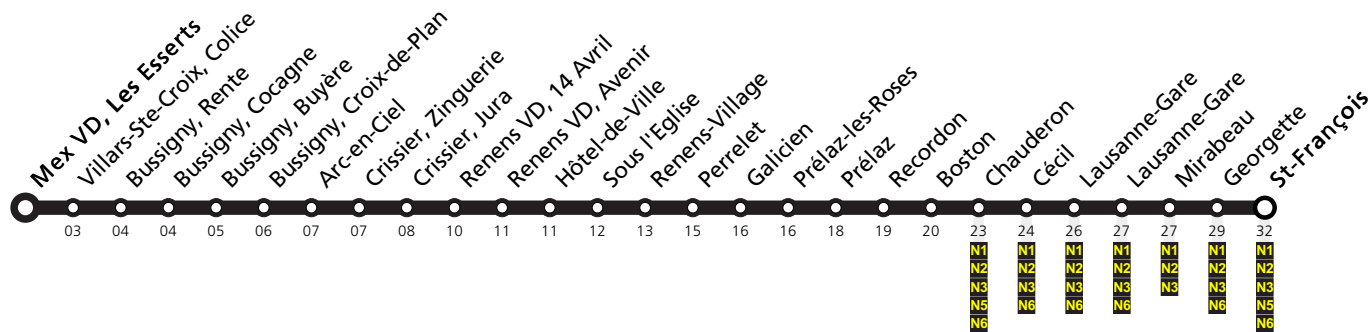 Mex VD, Les Esserts
Villars-Ste-Croix, Colice
Bussigny, Rente
Bussigny, Cocagne
Bussigny, Buyère
Bussigny, Croix-de-Plan
Arc-en-Ciel
Crissier, Zinguerie
Crissier, Jura
Renens VD, 14 Avril
Renens VD, Avenir
Hôtel-de-Ville
Sous l'Eglise
Renens-Village
Perrelet
Galicien
Prélaz-les-Roses
Prélaz
Recordon
Boston
Chauderon
Cécil
Lausanne-Gare
Lausanne-Gare
Mirabeau
Georgette
St-François
03 04 04 05 06 07 07 08 10 11 11 12 13 15 16 16 18 19 20 23 24 26 27 27 29 32
N1 N1 N1 N1 N1 N1 N1
N2 N2 N2 N2 N2 N2 N2
N3 N3 N3 N3 N3 N3 N3
N5 N6 N6 N6 N6 N5
N6 N6